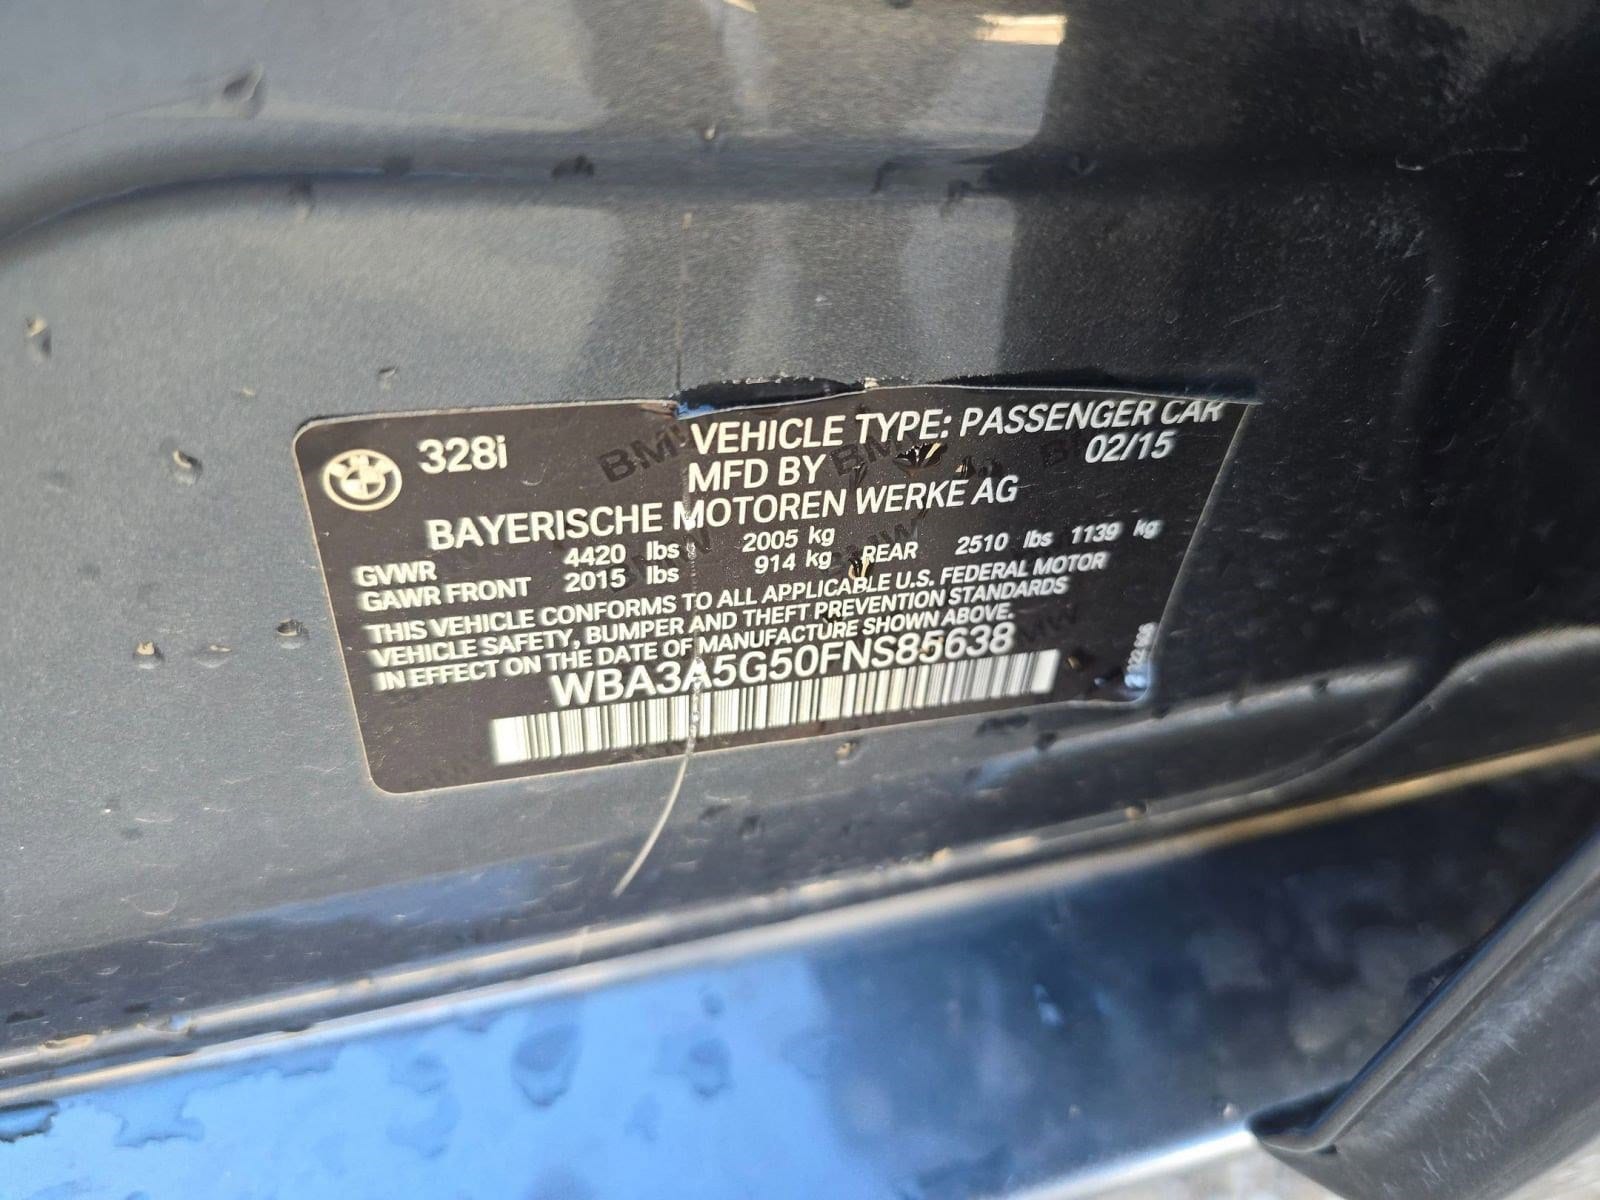 328i
VEHICLE TYPE: PASSENGER CAR
MFD BY 02/15
BAYERISCHE MOTOREN WERKE AG
GVWR 4420 lbs 2005 kg
GAWR FRONT 2015 lbs 914 kg REAR 2510 lbs 1139 kg
THIS VEHICLE CONFORMS TO ALL APPLICABLE U.S. FEDERAL MOTOR
VEHICLE SAFETY, BUMPER AND THEFT PREVENTION STANDARDS
IN EFFECT ON THE DATE OF MANUFACTURE SHOWN ABOVE.
WBA3A5G50FNS85638